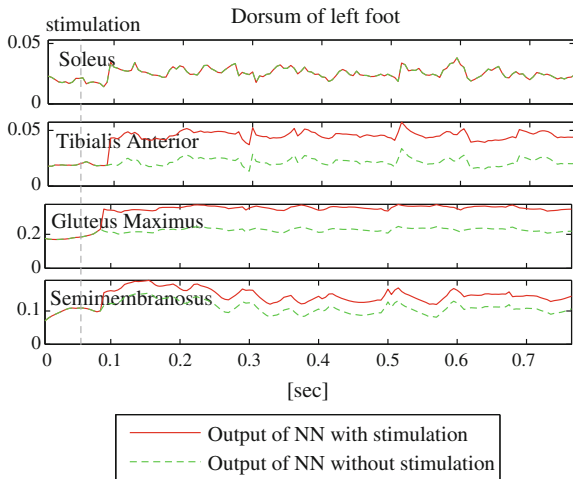 Dorsum of left foot
stimulation
0.05
Soleus
0
0.05
Tibialis Anterior
0
Gluteus Maximus
0.2
0
Semimembranosus
0.1
0
0 0.1 0.2 0.3 0.4 0.5 0.6 0.7
[sec]
Output of NN with stimulation
Output of NN without stimulation